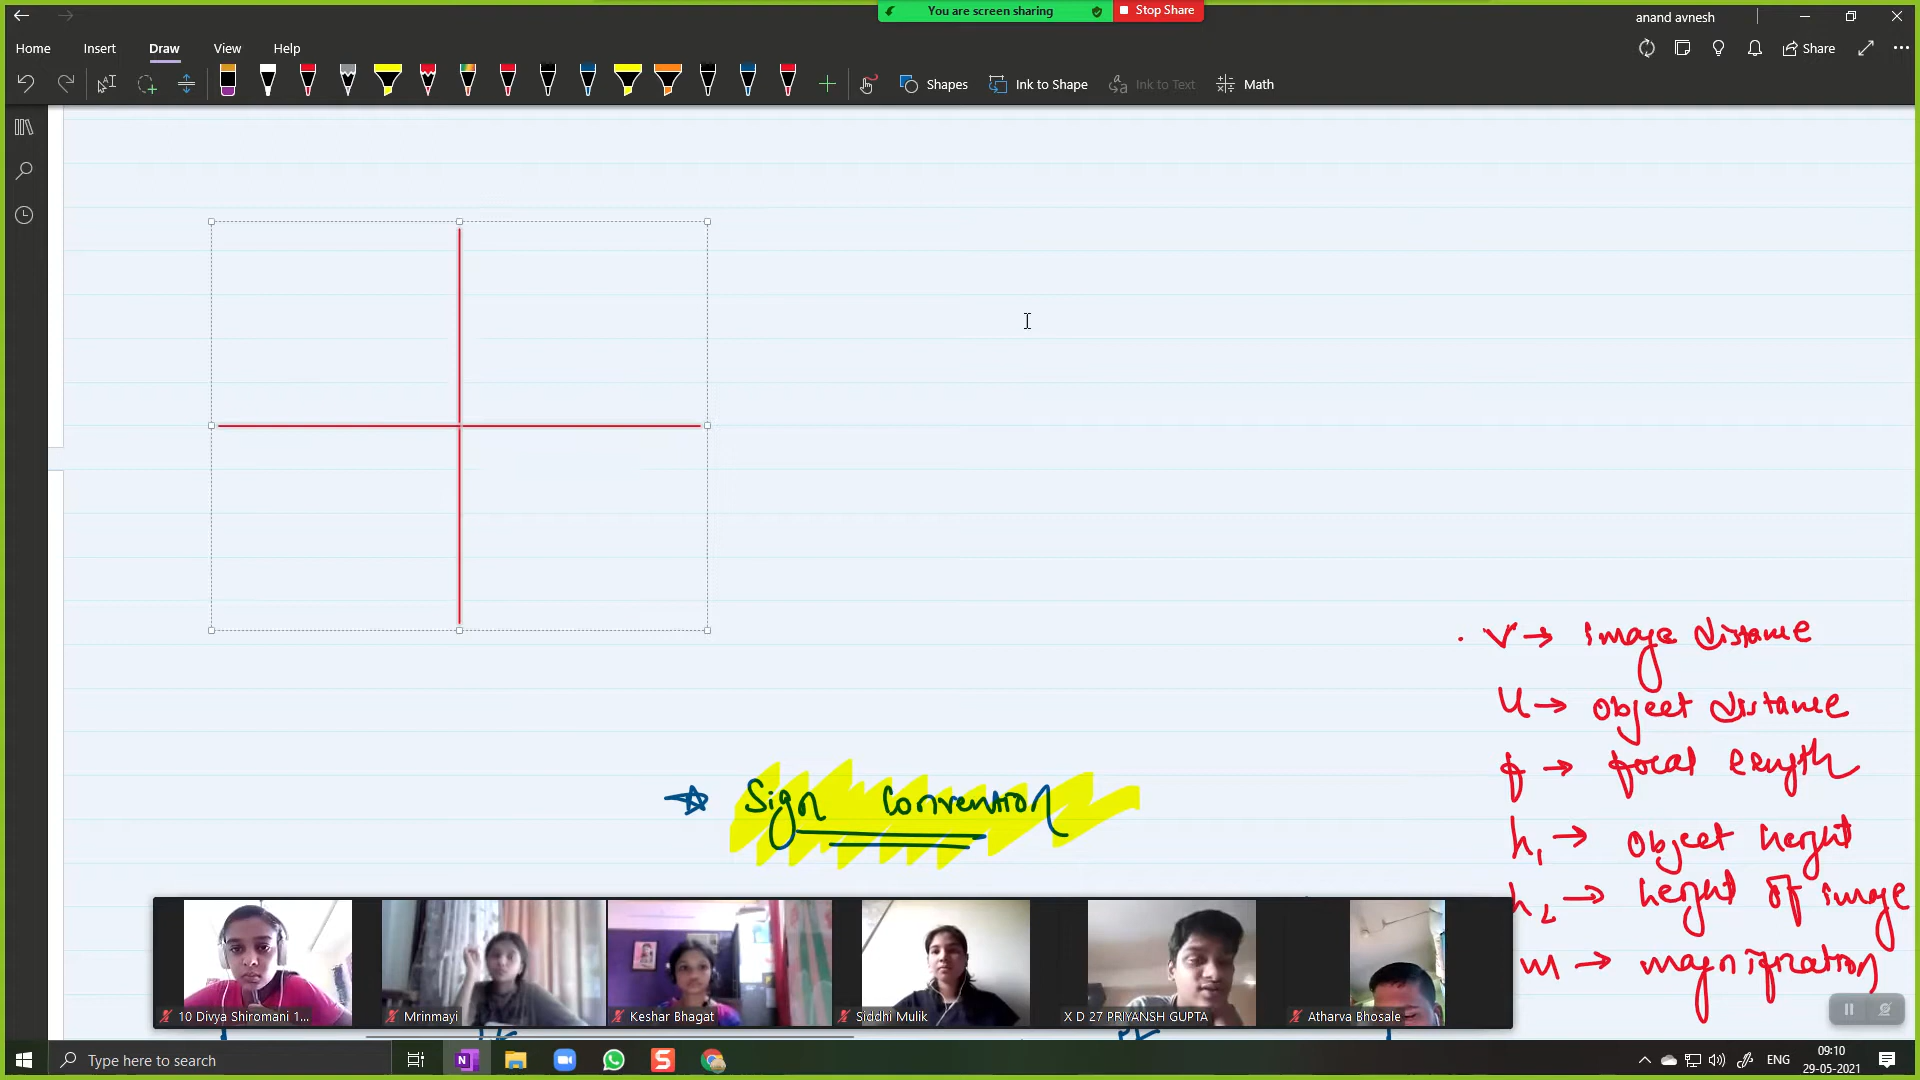 You are screen sharing
Stop Share
anand avnesh
Home Insert Draw View Help
Share
Shapes
Ink to Shape
Ink to Text
Math
. v → image distance
u → object distance
f → focal length
h₁ → object height
h₂ → height of image
m → magnification
Sign Convention
10 Divya Shiromani 1...
Mrinmayi
Keshar Bhagat
Siddhi Mulik
X D 27 PRIYANSH GUPTA
Atharva Bhosale
Type here to search
ENG
09:10
29-05-2021